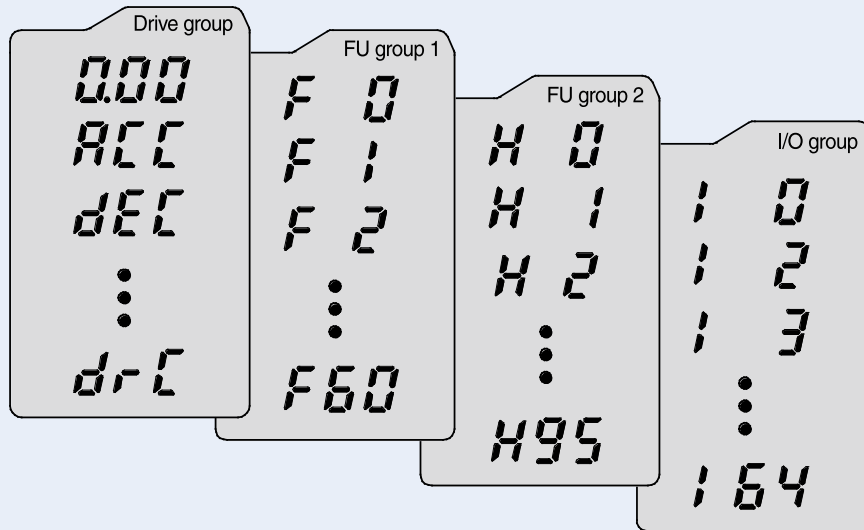 Drive group
0.00
ACC
dEC
drC
FU group 1
F 0
F 1
F 2
F60
FU group 2
H 0
H 1
H 2
H95
I/O group
I 0
I 2
I 3
I 64